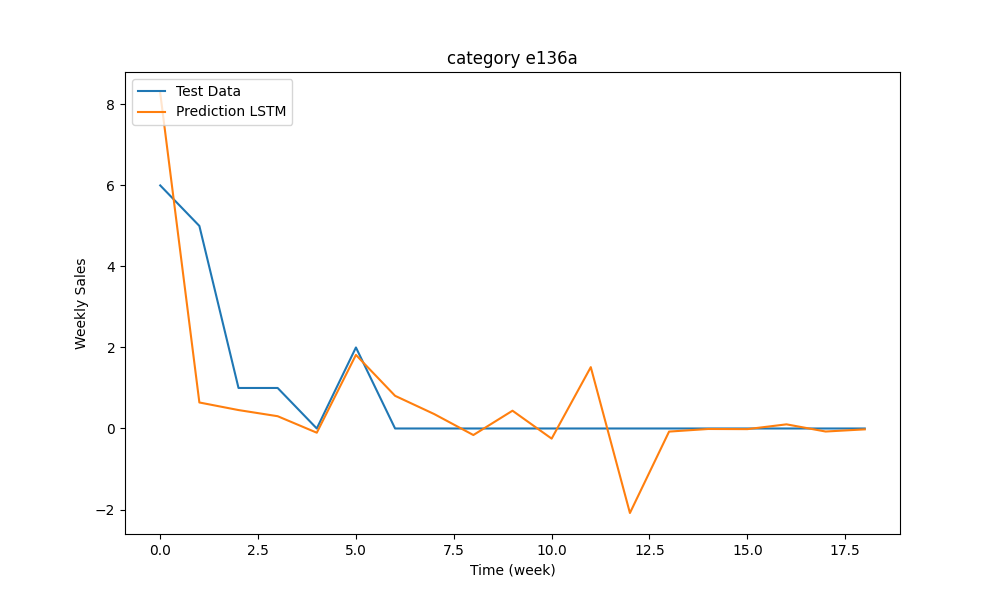 category e136a
Test Data
Prediction LSTM
8
6
4
2
0
−2
Weekly Sales
0.0 2.5 5.0 7.5 10.0 12.5 15.0 17.5
Time (week)